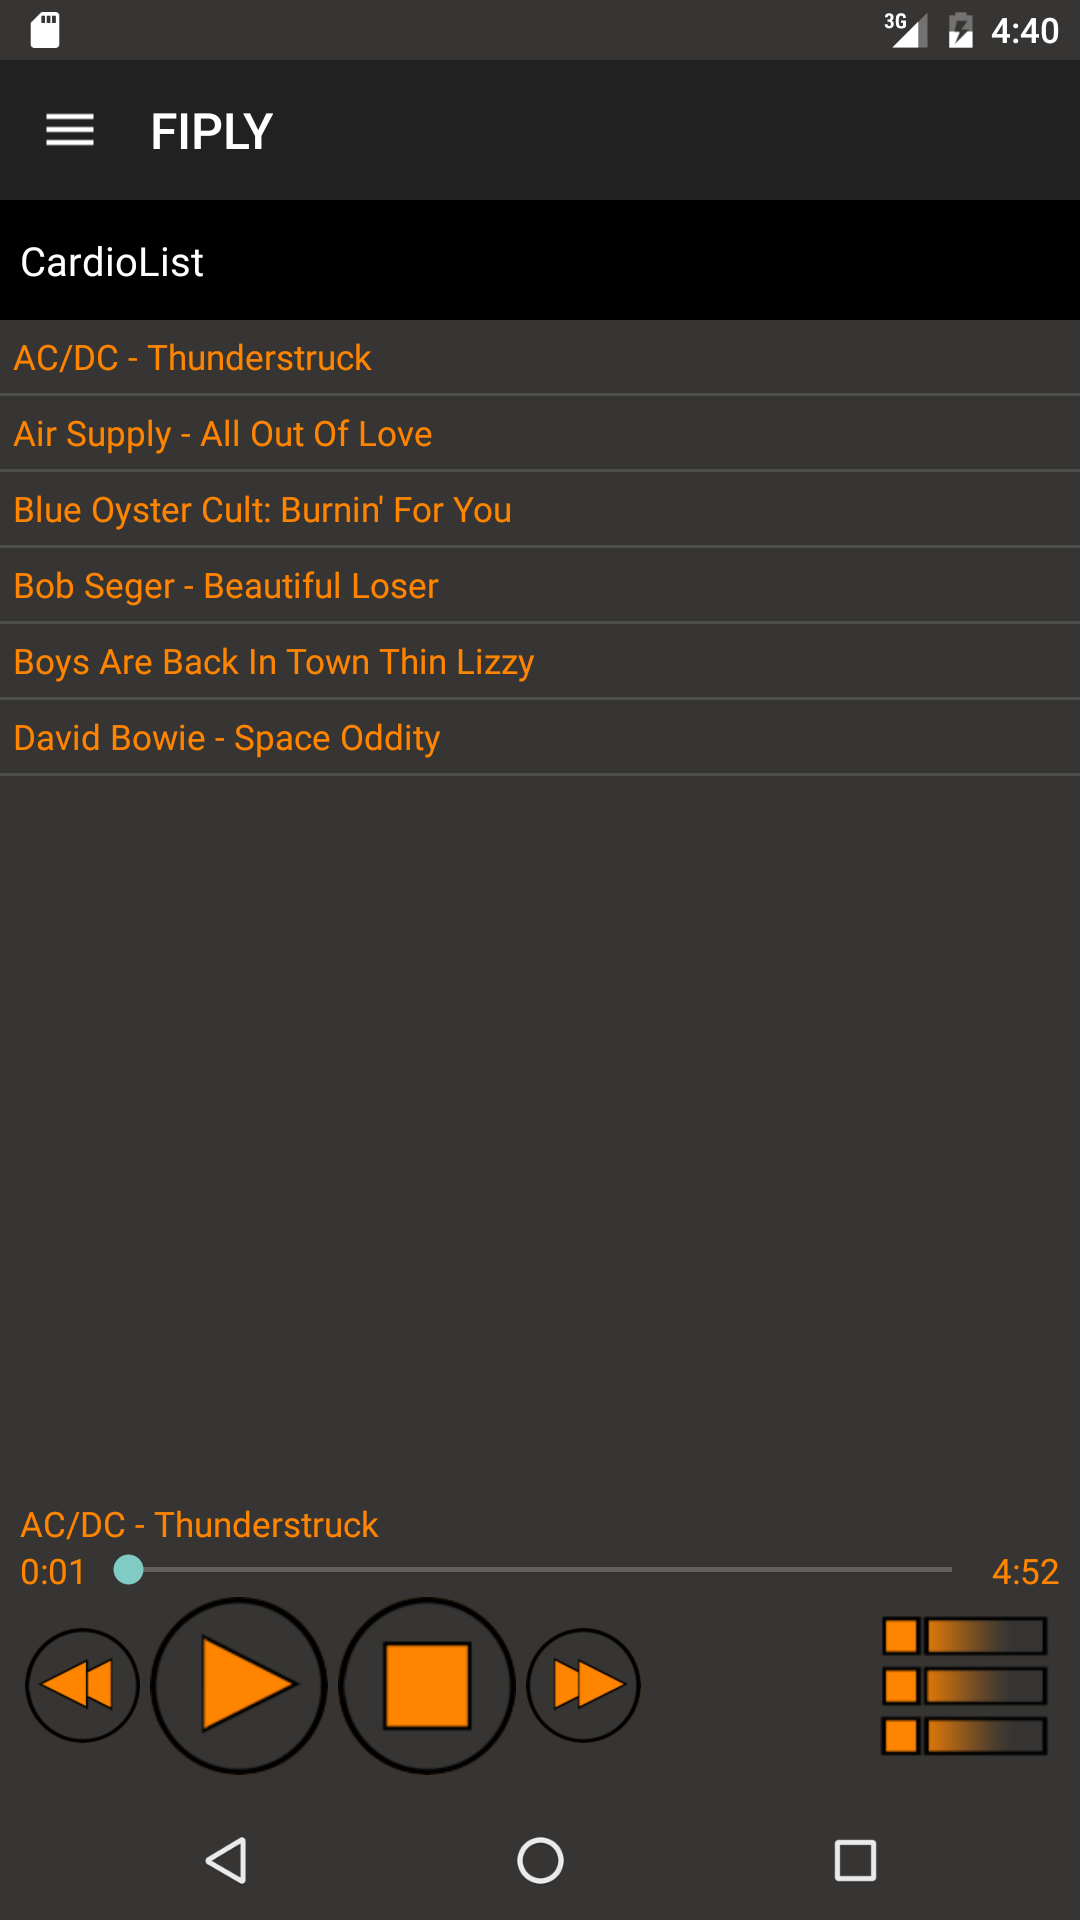 3G 4:40
FIPLY
CardioList
AC/DC - Thunderstruck
Air Supply - All Out Of Love
Blue Oyster Cult: Burnin' For You
Bob Seger - Beautiful Loser
Boys Are Back In Town Thin Lizzy
David Bowie - Space Oddity
AC/DC - Thunderstruck
0:01 4:52